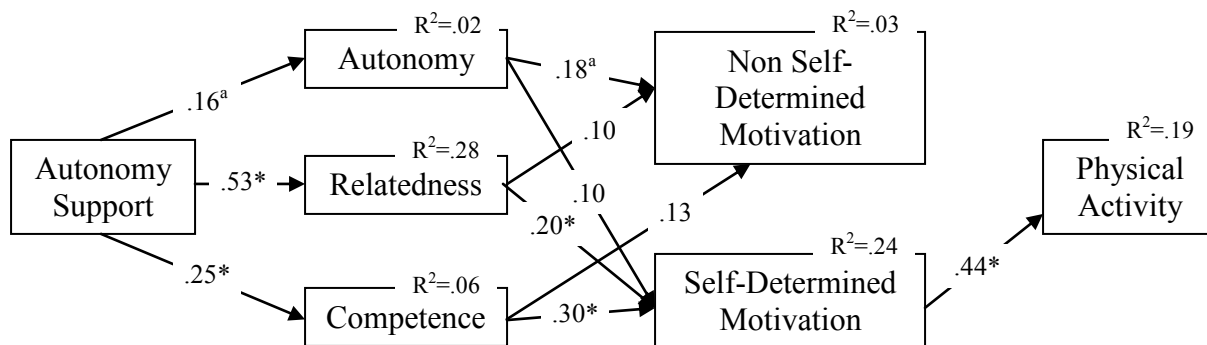 R²=.02
Autonomy
R²=.03
Non Self-
Determined
Motivation
.16ᵃ
.18ᵃ
.10
R²=.19
Physical
Activity
Autonomy
Support
.53*
R²=.28
Relatedness
.10
.20*
.13
.25*
R²=.06
Competence
.30*
R²=.24
Self-Determined
Motivation
.44*